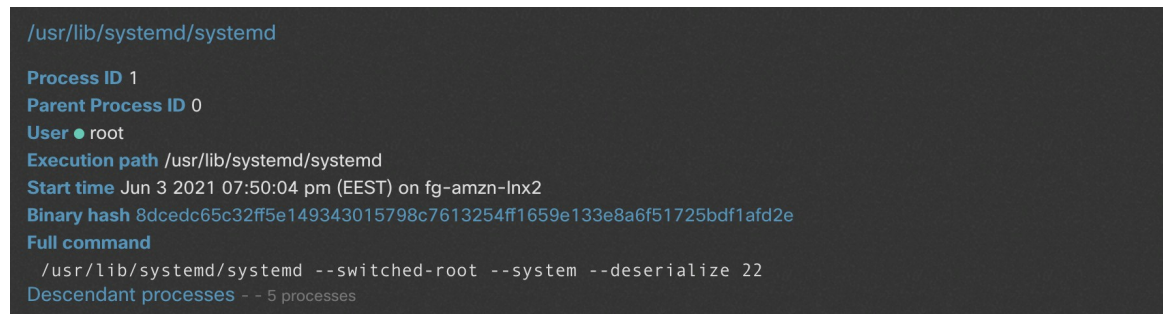 /usr/lib/systemd/systemd
Process ID 1
Parent Process ID 0
User ● root
Execution path /usr/lib/systemd/systemd
Start time Jun 3 2021 07:50:04 pm (EEST) on fg-amzn-lnx2
Binary hash 8dcedc65c32ff5e149343015798c7613254ff1659e133e8a6f51725bdf1afd2e
Full command
/usr/lib/systemd/systemd --switched-root --system --deserialize 22
Descendant processes - - 5 processes